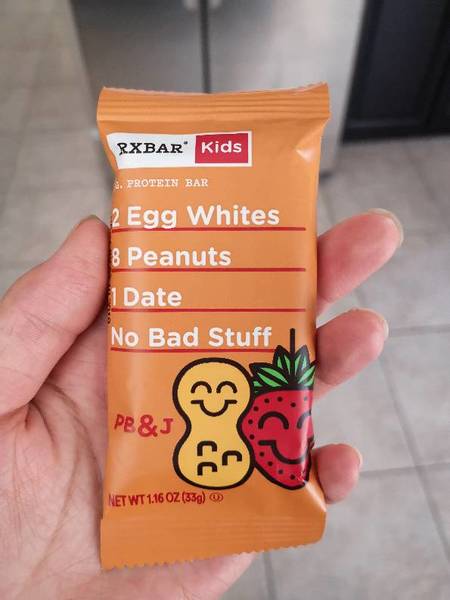 RXBAR® Kids
PROTEIN BAR
2 Egg Whites
8 Peanuts
1 Date
No Bad Stuff
PB&J
NET WT 1.16 OZ (33g) Ⓤ